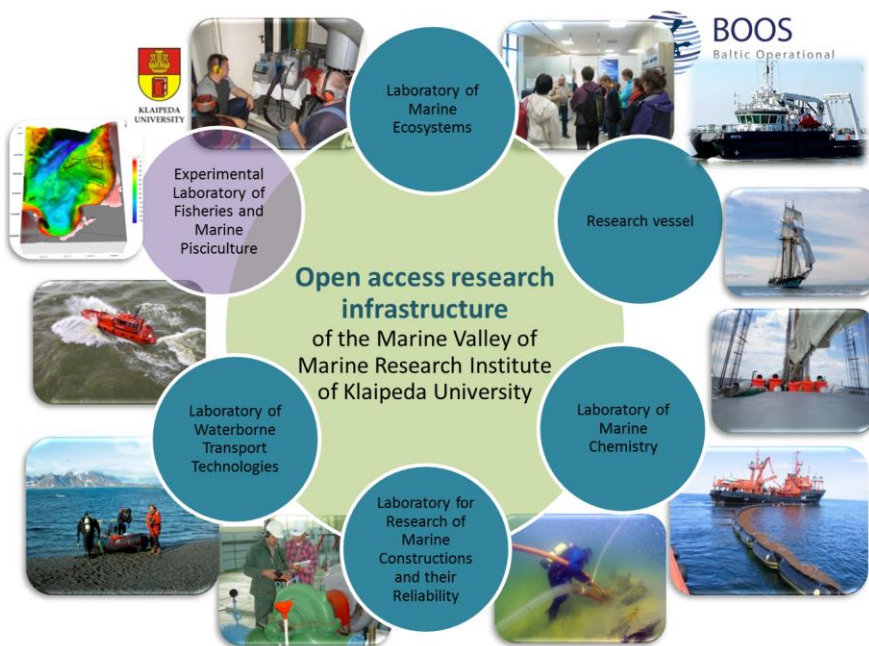 KLAIPEDA
UNIVERSITY
BOOS
Baltic Operational
Laboratory of
Marine
Ecosystems
Experimental
Laboratory of
Fisheries and
Marine
Pisciculture
Research vessel
Open access research
infrastructure
of the Marine Valley of
Marine Research Institute
of Klaipeda University
Laboratory of
Waterborne
Transport
Technologies
Laboratory of
Marine
Chemistry
Laboratory for
Research of
Marine
Constructions
and their
Reliability